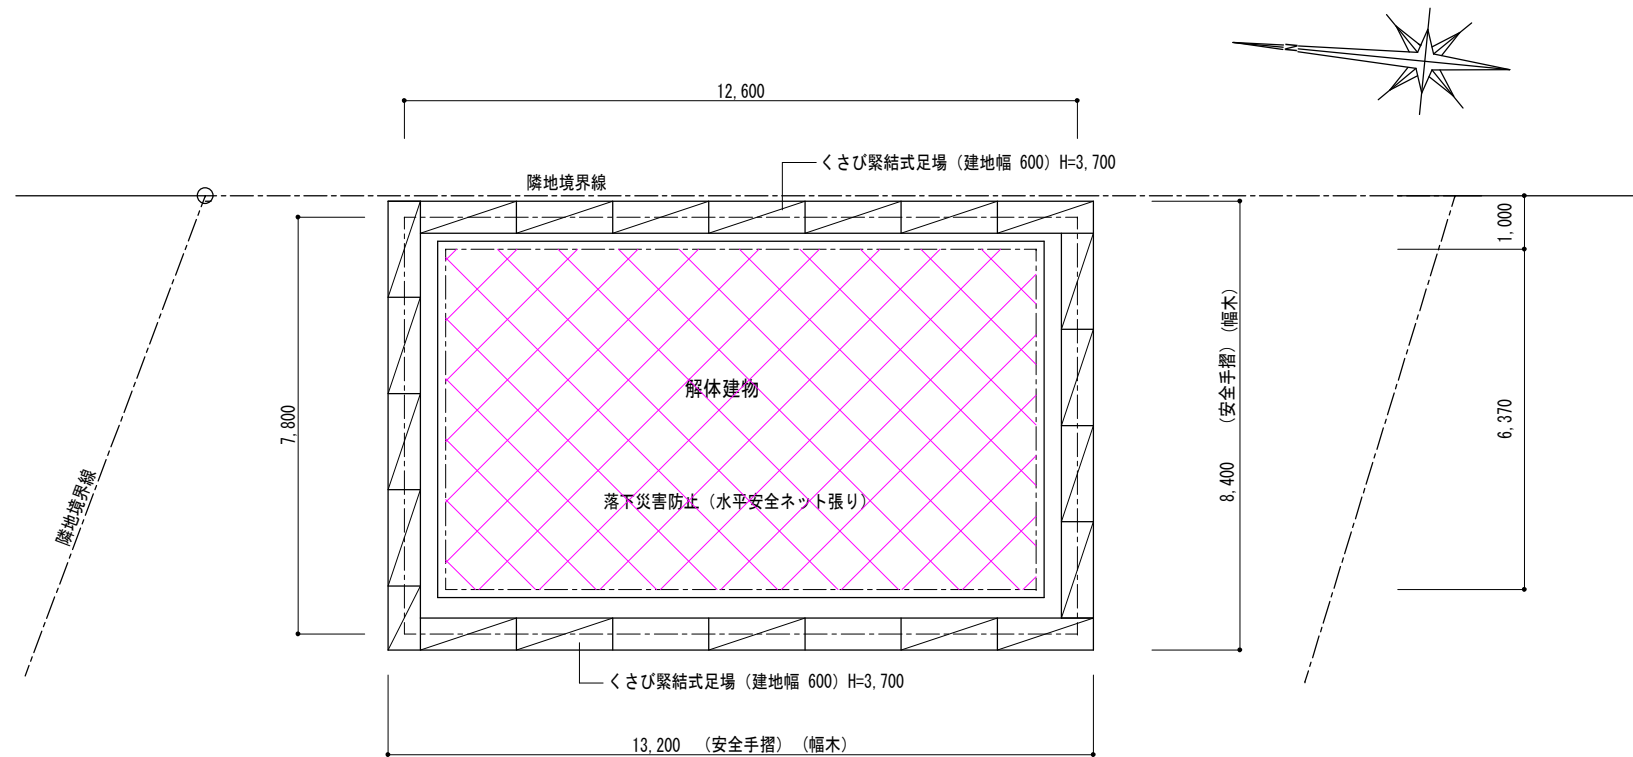 N
12,600
くさび緊結式足場（建地幅 600）H=3,700
隣地境界線
1,000
7,800
8,400　（安全手摺）（幅木）
6,370
解体建物
隣地境界線
落下災害防止（水平安全ネット張り）
くさび緊結式足場（建地幅 600）H=3,700
13,200　（安全手摺）（幅木）